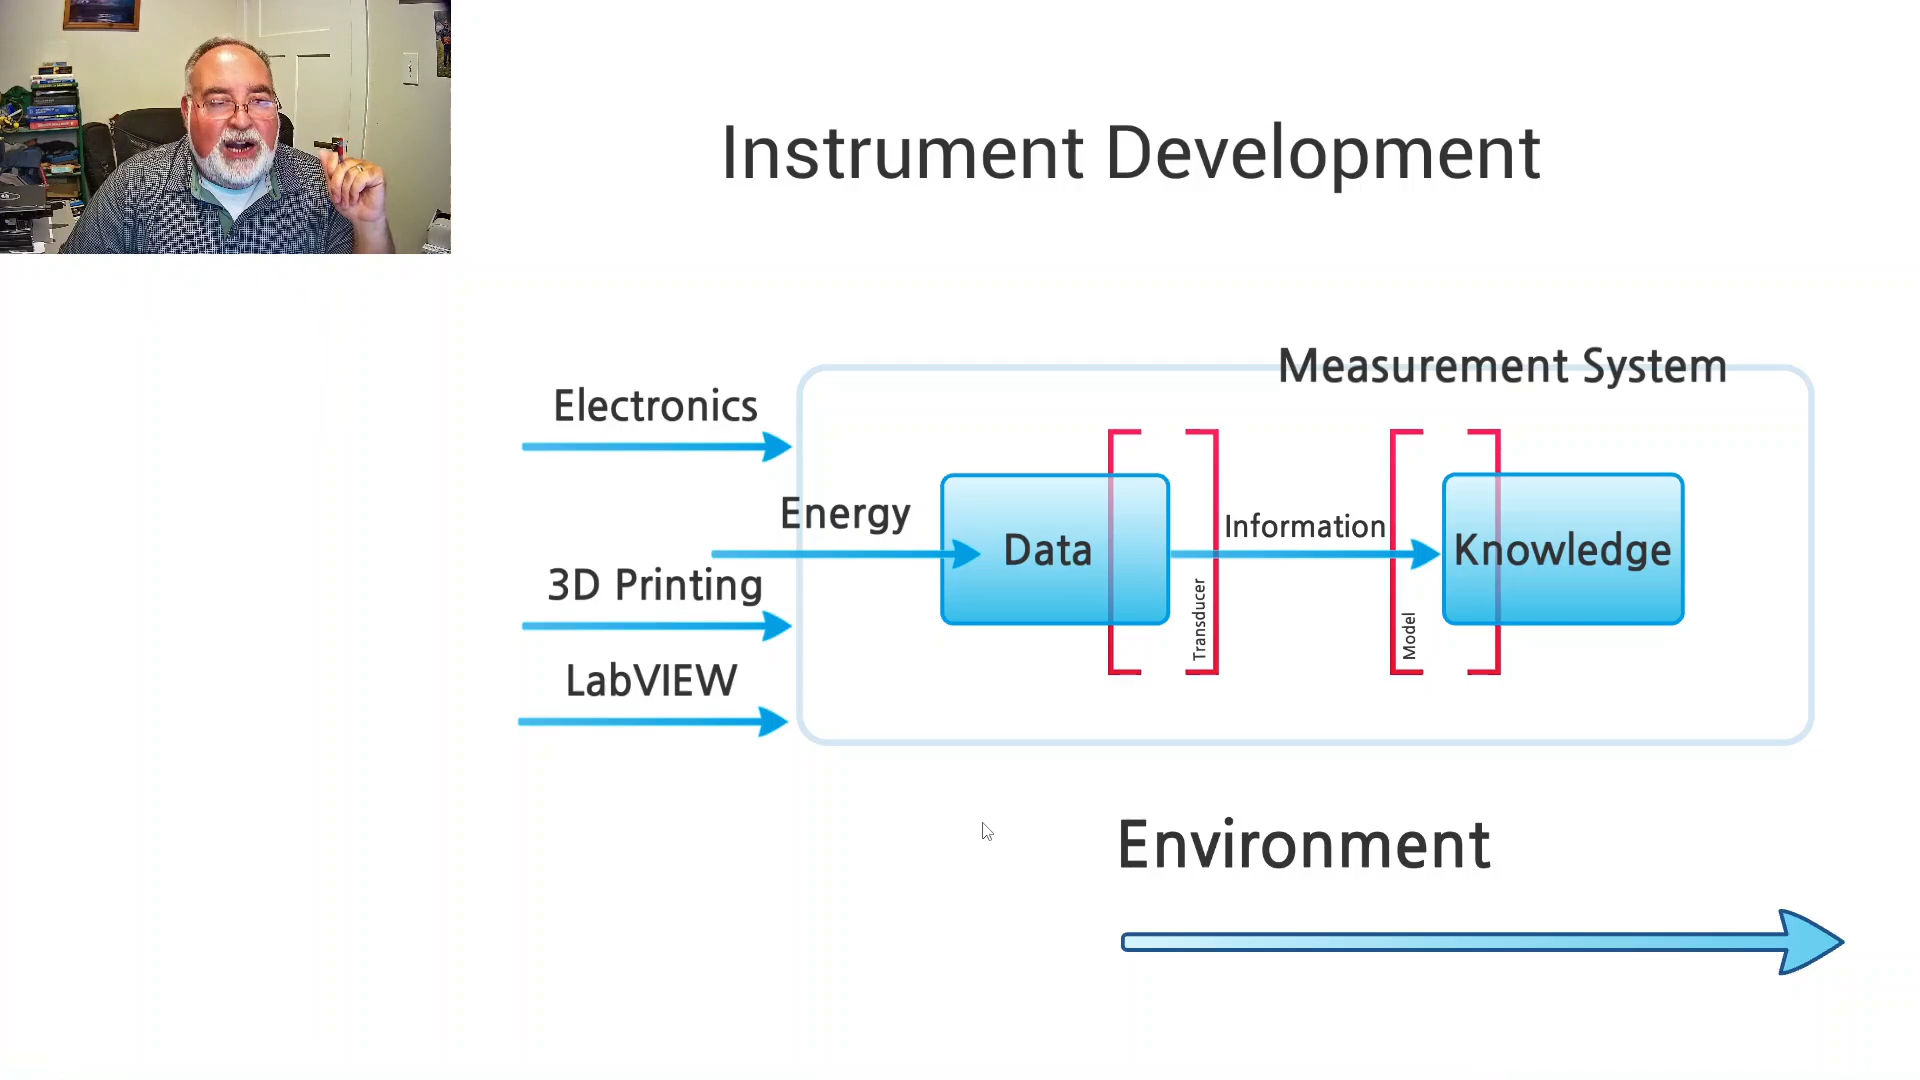 Instrument Development
Measurement System
Electronics
Energy
Data
Transducer
Information
Model
Knowledge
3D Printing
LabVIEW
Environment